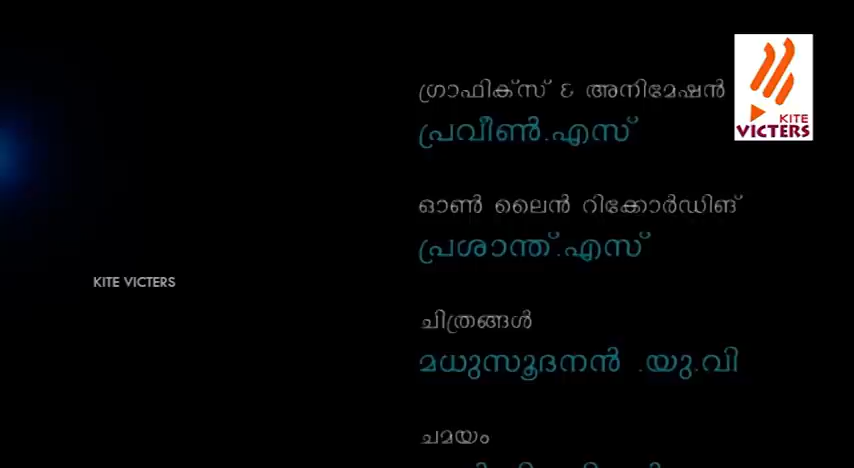 ഗ്രാഫിക്സ് & അനിമേഷൻ
പ്രവീൺ.എസ്
KITE
VICTERS
ഓൺ ലൈൻ റിക്കോർഡിങ്
പ്രശാന്ത്.എസ്
KITE VICTERS
ചിത്രങ്ങൾ
മധുസൂദനൻ .യു.വി
ചമയം